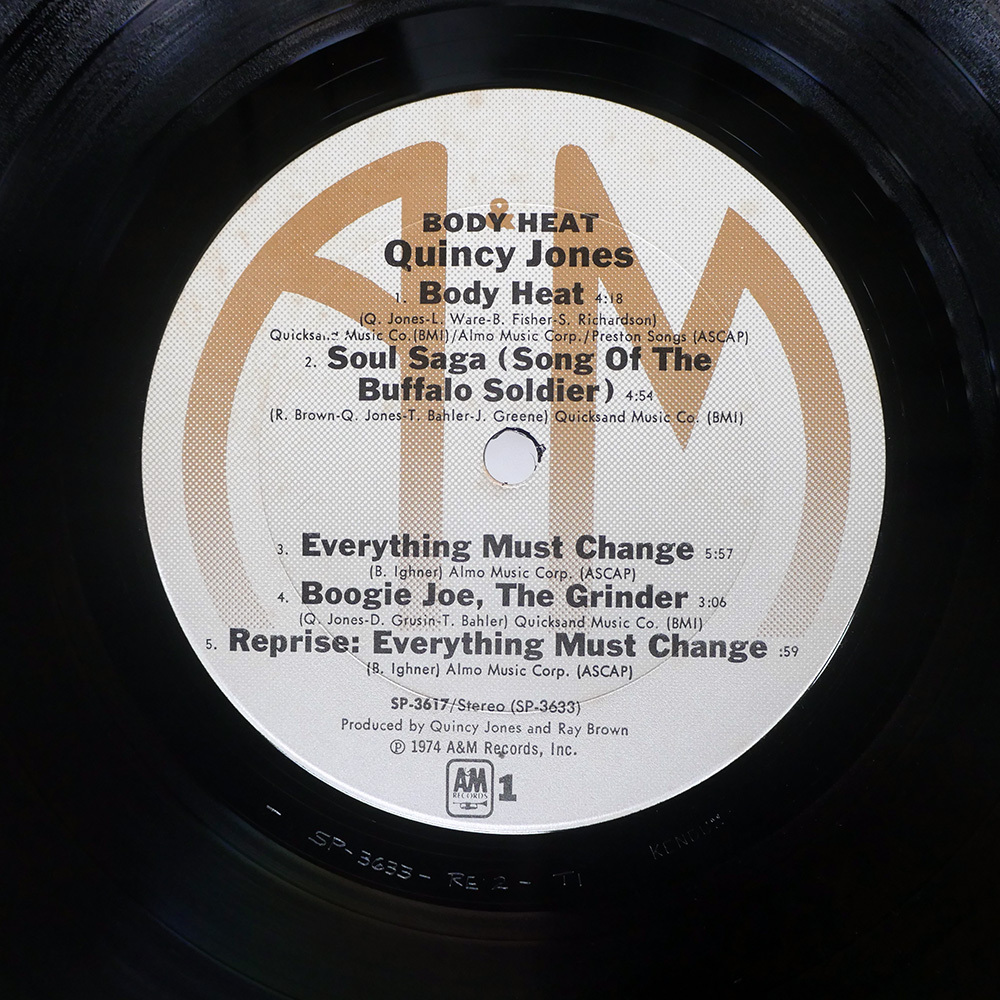 A&M
BODY HEAT
Quincy Jones
1. Body Heat 4:18
(Q. Jones-L. Ware-B. Fisher-S. Richardson)
Music Co. (BMI)/Almo Music Corp./Preston Songs (ASCAP)
2. Soul Saga (Song Of The
Buffalo Soldier) 4:54
(R. Brown-Q. Jones-T. Bahler-J. Greene) Quicksand Music Co. (BMI)
3. Everything Must Change 5:57
(B. Ighner) Almo Music Corp. (ASCAP)
4. Boogie Joe, The Grinder 3:06
(Q. Jones-D. Grusin-T. Bahler) Quicksand Music Co. (BMI)
5. Reprise: Everything Must Change :59
(B. Ighner) Almo Music Corp. (ASCAP)
SP-3617/Stereo (SP-3633)
Produced by Quincy Jones and Ray Brown
℗ 1974 A&M Records, Inc.
A&M
RECORDS
1
SP-3633- RE 2 - T1